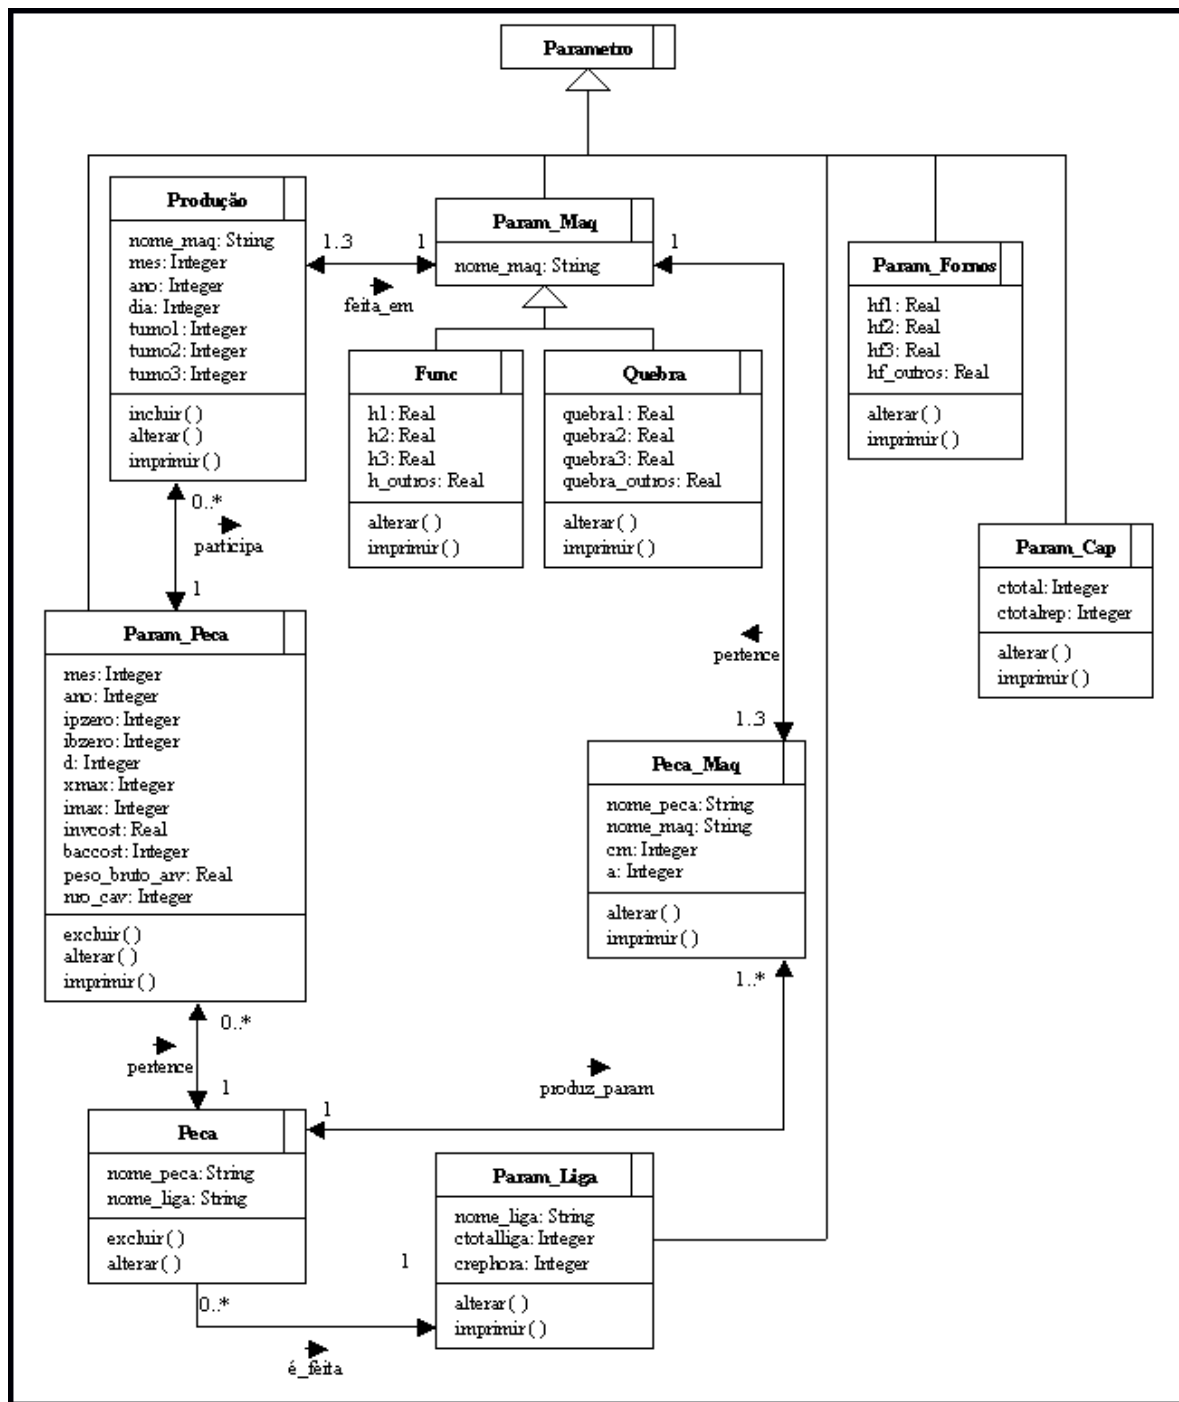 Parametro
Produção
nome_maq: String
mes: Integer
ano: Integer
dia: Integer
turno1: Integer
turno2: Integer
turno3: Integer
incluir( )
alterar( )
imprimir( )
1..3
1
feita_em
Param_Maq
nome_maq: String
1
Func
h1: Real
h2: Real
h3: Real
h_outros: Real
alterar( )
imprimir( )
Quebra
quebra1: Real
quebra2: Real
quebra3: Real
quebra_outros: Real
alterar( )
imprimir( )
Param_Fornos
hf1: Real
hf2: Real
hf3: Real
hf_outros: Real
alterar( )
imprimir( )
Param_Cap
ctotal: Integer
ctotalrep: Integer
alterar( )
imprimir( )
0..*
participa
1
Param_Peca
mes: Integer
ano: Integer
ipzero: Integer
ibzero: Integer
d: Integer
xmax: Integer
imax: Integer
invcost: Real
baccost: Integer
peso_bruto_arv: Real
nro_cav: Integer
excluir( )
alterar( )
imprimir( )
pertence
1..3
Peca_Maq
nome_peca: String
nome_maq: String
cm: Integer
a: Integer
alterar( )
imprimir( )
1..*
0..*
pertence
1
produz_param
1
Peca
nome_peca: String
nome_liga: String
excluir( )
alterar( )
0..*
é_feita
1
Param_Liga
nome_liga: String
ctotalliga: Integer
crephora: Integer
alterar( )
imprimir( )